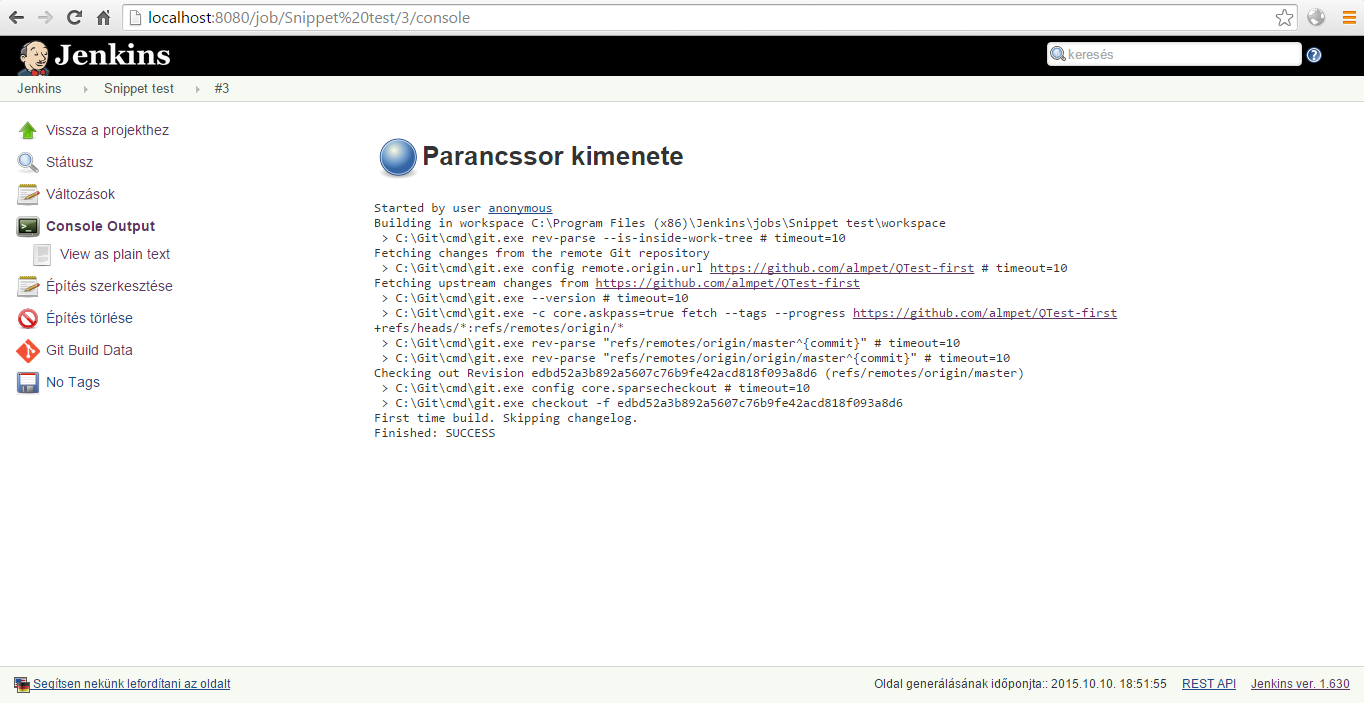 localhost:8080/job/Snippet%20test/3/console
Jenkins
keresés
Jenkins
Snippet test
#3
Vissza a projekthez
Státusz
Változások
Console Output
View as plain text
Építés szerkesztése
Építés törlése
Git Build Data
No Tags
Parancssor kimenete
Started by user anonymous
Building in workspace C:\Program Files (x86)\Jenkins\jobs\Snippet test\workspace
 > C:\Git\cmd\git.exe rev-parse --is-inside-work-tree # timeout=10
Fetching changes from the remote Git repository
 > C:\Git\cmd\git.exe config remote.origin.url https://github.com/almpet/QTest-first # timeout=10
Fetching upstream changes from https://github.com/almpet/QTest-first
 > C:\Git\cmd\git.exe --version # timeout=10
 > C:\Git\cmd\git.exe -c core.askpass=true fetch --tags --progress https://github.com/almpet/QTest-first
+refs/heads/*:refs/remotes/origin/*
 > C:\Git\cmd\git.exe rev-parse "refs/remotes/origin/master^{commit}" # timeout=10
 > C:\Git\cmd\git.exe rev-parse "refs/remotes/origin/origin/master^{commit}" # timeout=10
Checking out Revision edbd52a3b892a5607c76b9fe42acd818f093a8d6 (refs/remotes/origin/master)
 > C:\Git\cmd\git.exe config core.sparsecheckout # timeout=10
 > C:\Git\cmd\git.exe checkout -f edbd52a3b892a5607c76b9fe42acd818f093a8d6
First time build. Skipping changelog.
Finished: SUCCESS
Segítsen nekünk lefordítani az oldalt
Oldal generálásának időponjta:: 2015.10.10. 18:51:55
REST API
Jenkins ver. 1.630